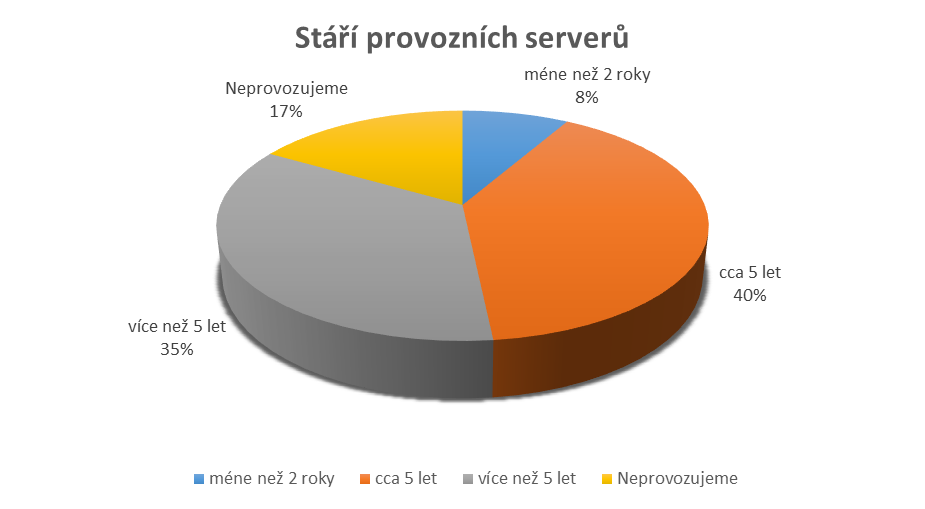 Stáří provozních serverů
méne než 2 roky
8%
Neprovozujeme
17%
cca 5 let
40%
více než 5 let
35%
méne než 2 roky cca 5 let více než 5 let Neprovozujeme